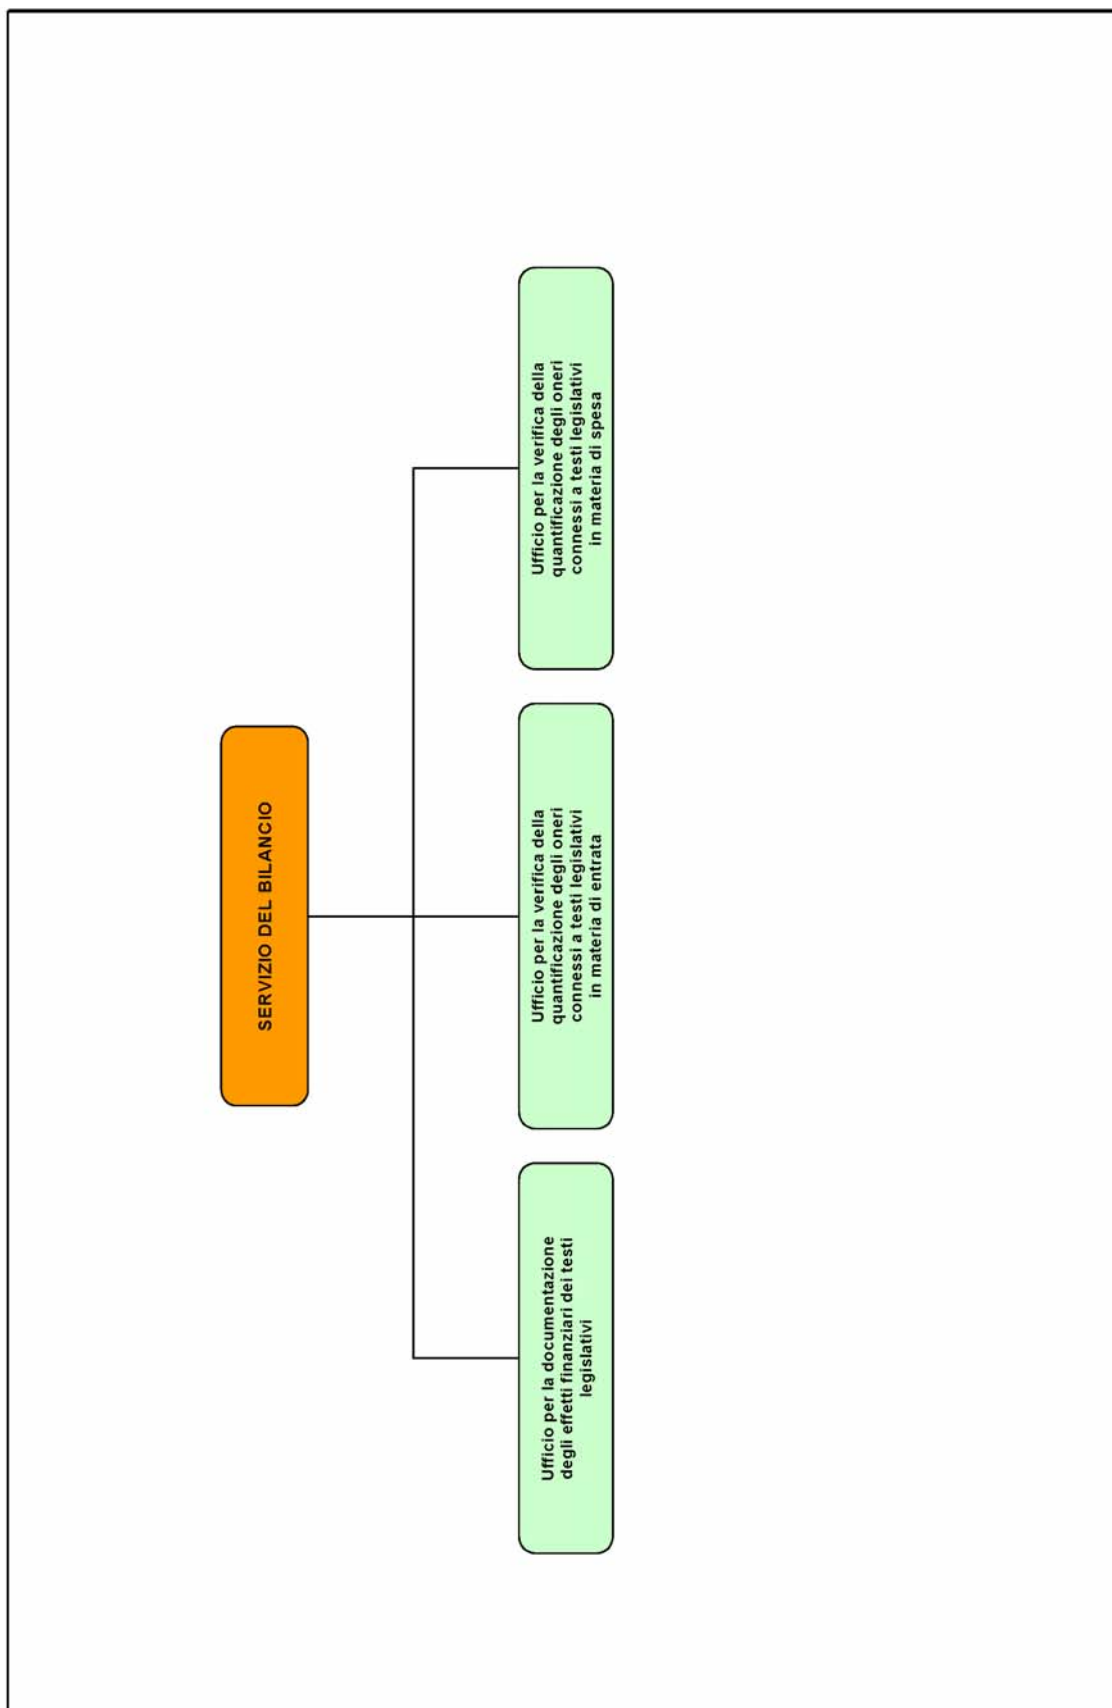 SERVIZIO DEL BILANCIO
Ufficio per la documentazione
degli effetti finanziari dei testi
legislativi
Ufficio per la verifica della
quantificazione degli oneri
connessi a testi legislativi
in materia di entrata
Ufficio per la verifica della
quantificazione degli oneri
connessi a testi legislativi
in materia di spesa